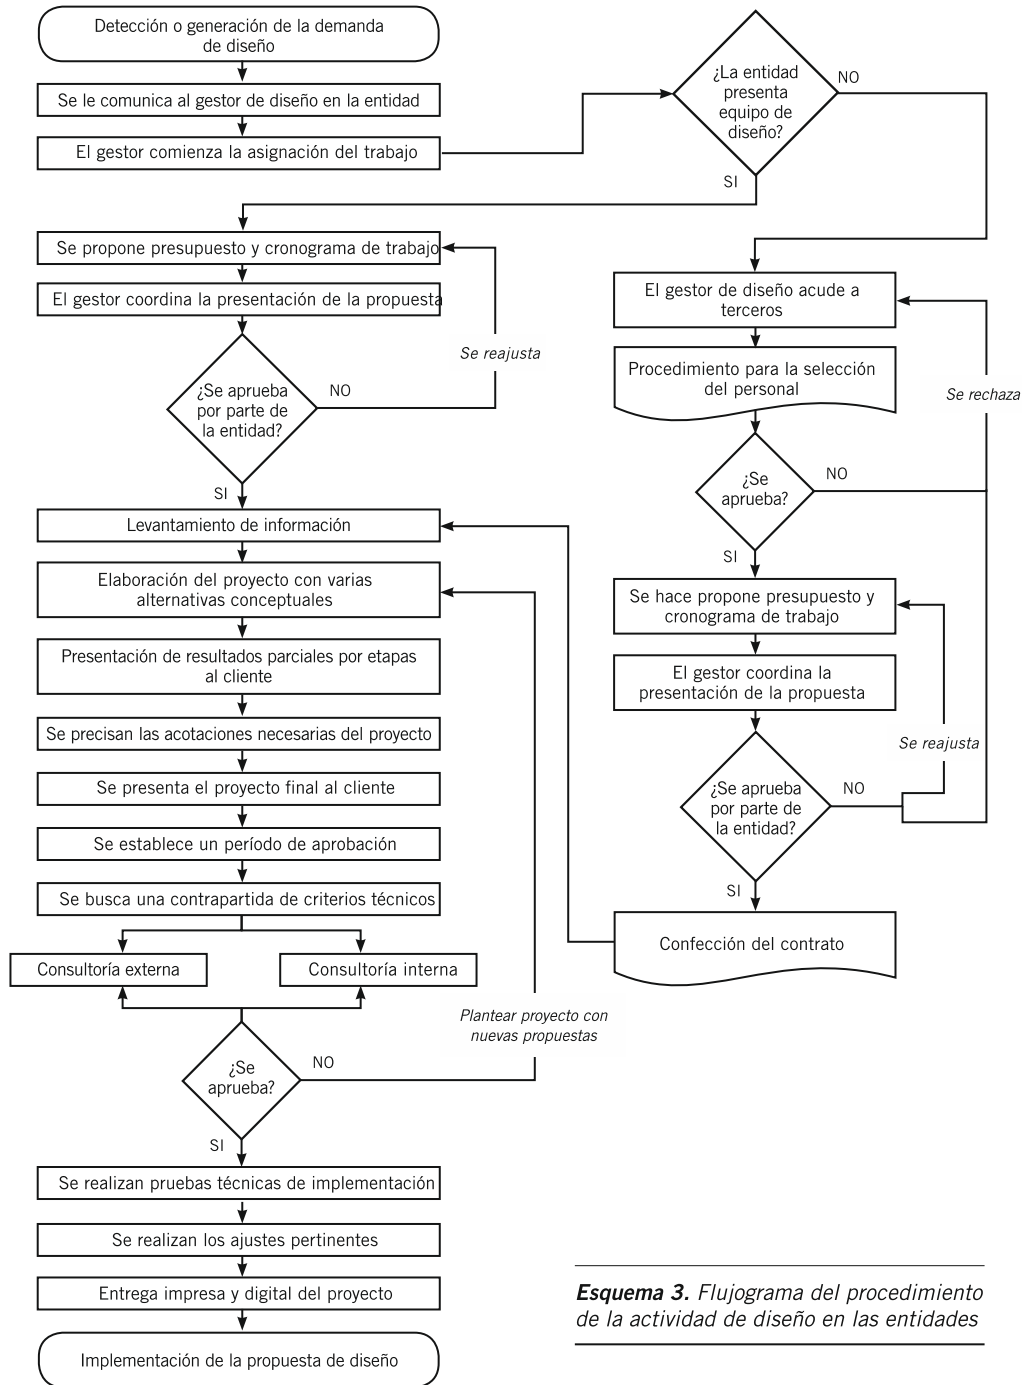 Detección o generación de la demanda
de diseño
Se le comunica al gestor de diseño en la entidad
El gestor comienza la asignación del trabajo
¿La entidad
presenta
equipo de
diseño?
NO
SI
Se propone presupuesto y cronograma de trabajo
El gestor coordina la presentación de la propuesta
Se reajusta
¿Se aprueba
por parte de
la entidad?
NO
SI
El gestor de diseño acude a
terceros
Procedimiento para la selección
del personal
Se rechaza
¿Se
aprueba?
NO
SI
Se hace propone presupuesto y
cronograma de trabajo
El gestor coordina la
presentación de la propuesta
Se reajusta
¿Se aprueba
por parte de
la entidad?
NO
SI
Confección del contrato
Levantamiento de información
Elaboración del proyecto con varias
alternativas conceptuales
Presentación de resultados parciales por etapas
al cliente
Se precisan las acotaciones necesarias del proyecto
Se presenta el proyecto final al cliente
Se establece un período de aprobación
Se busca una contrapartida de criterios técnicos
Consultoría externa
Consultoría interna
Plantear proyecto con
nuevas propuestas
¿Se
aprueba?
NO
SI
Se realizan pruebas técnicas de implementación
Se realizan los ajustes pertinentes
Entrega impresa y digital del proyecto
Implementación de la propuesta de diseño
Esquema 3. Flujograma del procedimiento
de la actividad de diseño en las entidades